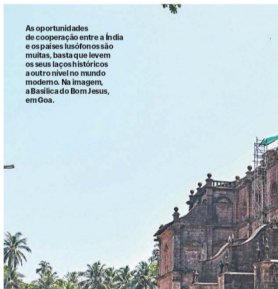 As oportunidades
de cooperação entre a Índia
e os países lusófonos são
muitas, basta que levem
os seus laços históricos
a outro nível no mundo
moderno. Na imagem,
a Basílica do Bom Jesus,
em Goa.